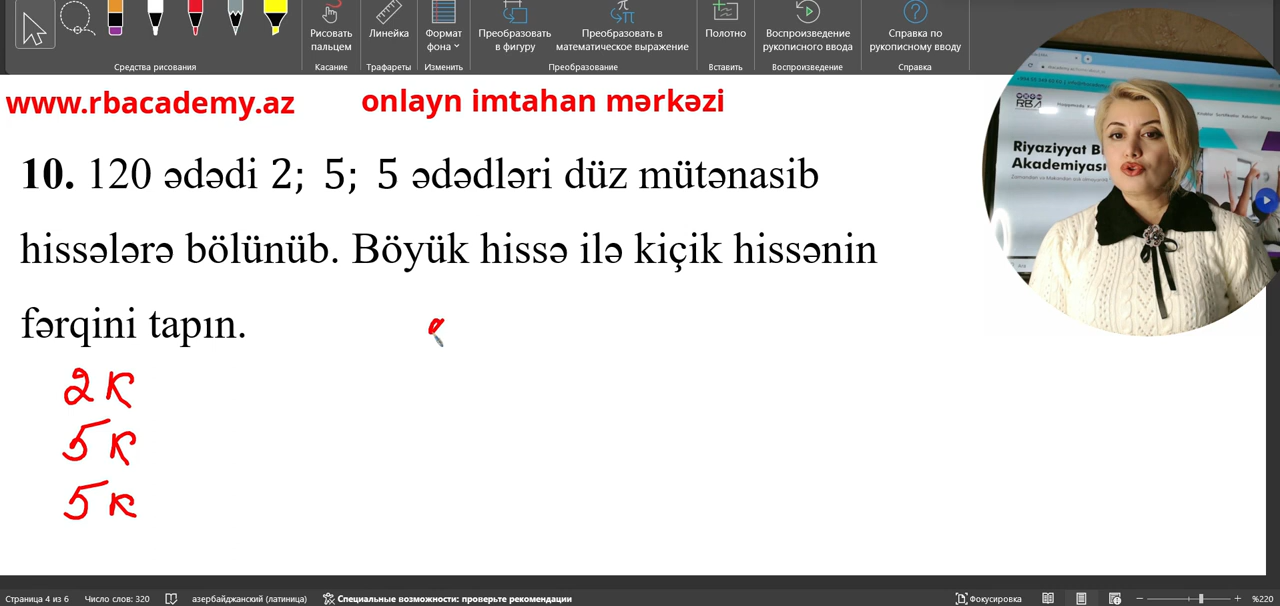 Рисовать пальцем
Линейка
Формат фона
Преобразовать в фигуру
Преобразовать в математическое выражение
Полотно
Воспроизведение рукописного ввода
Справка по рукописному вводу
Средства рисования
Касание
Трафареты
Изменить
Преобразование
Вставить
Воспроизведение
Справка
www.rbacademy.az onlayn imtahan mərkəzi
RBA
Riyaziyyat B
Akademiyası
10. 120 ədədi 2; 5; 5 ədədləri düz mütənasib
hissələrə bölünüb. Böyük hissə ilə kiçik hissənin
fərqini tapın.
2K
5K
5K
Страница 4 из 6 Число слов: 320 азербайджанский (латиница) Специальные возможности: проверьте рекомендации Фокусировка %220